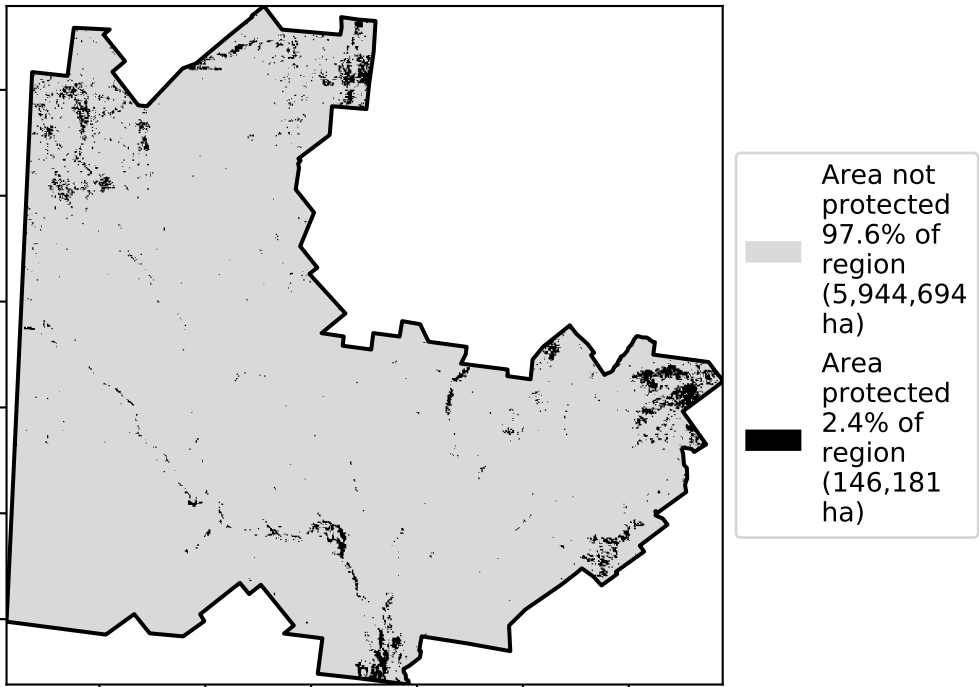 Area not
protected
97.6% of
region
(5,944,694
ha)
Area
protected
2.4% of
region
(146,181
ha)